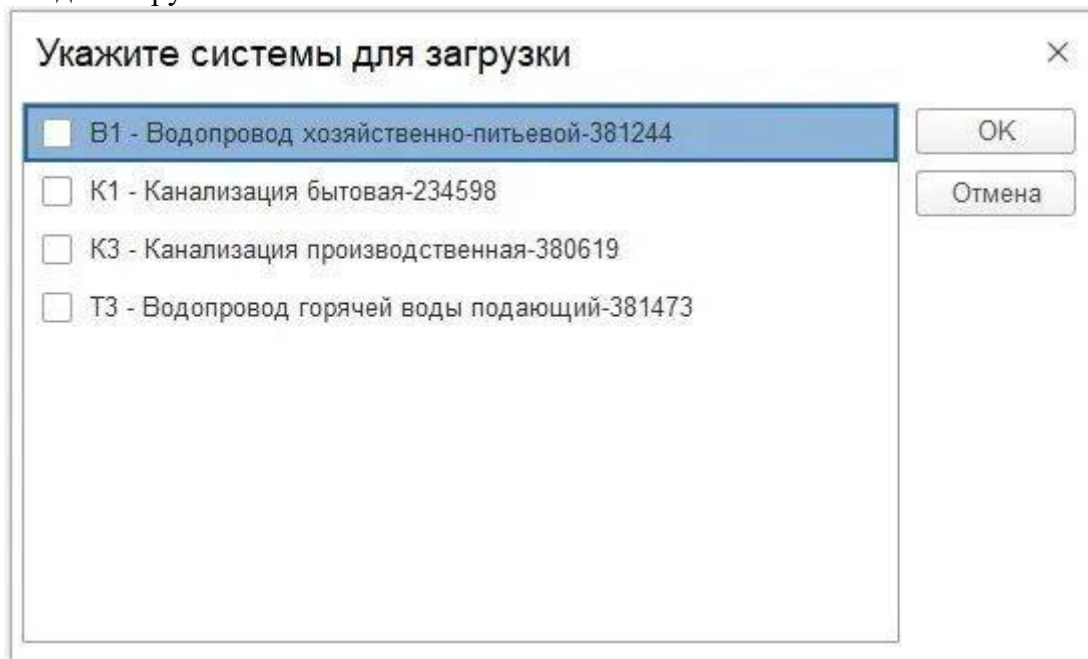 Укажите системы для загрузки
В1 - Водопровод хозяйственно-питьевой-381244
OK
К1 - Канализация бытовая-234598
Отмена
К3 - Канализация производственная-380619
Т3 - Водопровод горячей воды подающий-381473